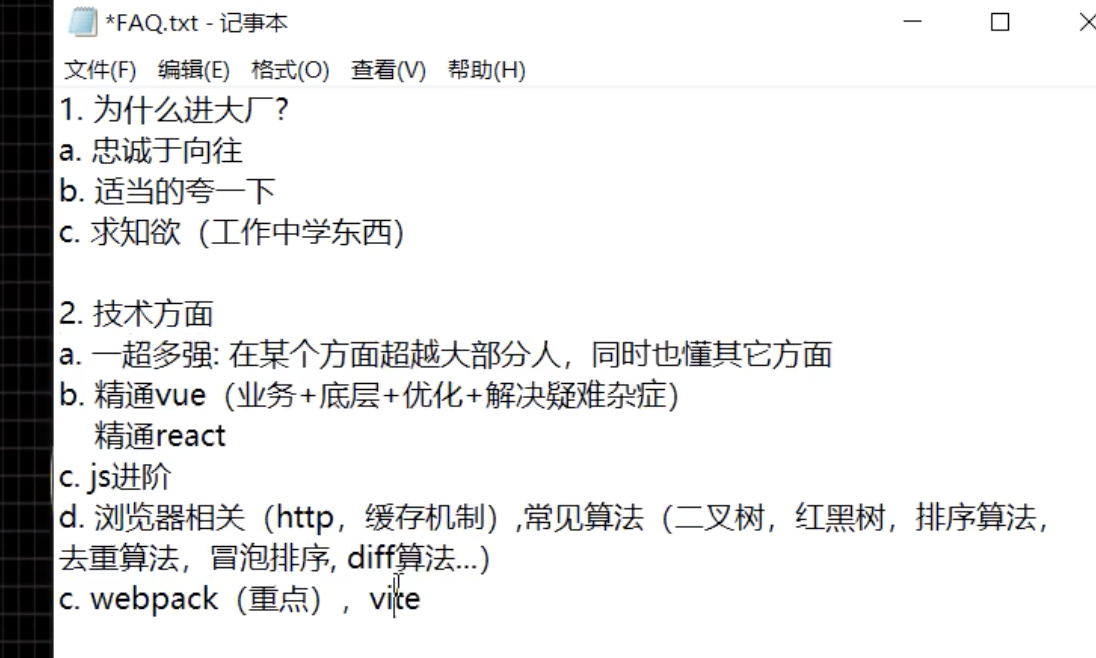 *FAQ.txt - 记事本
文件(F) 编辑(E) 格式(O) 查看(V) 帮助(H)
1. 为什么进大厂?
a. 忠诚于向往
b. 适当的夸一下
c. 求知欲（工作中学东西）
2. 技术方面
a. 一超多强: 在某个方面超越大部分人，同时也懂其它方面
b. 精通vue（业务+底层+优化+解决疑难杂症）
精通react
c. js进阶
d. 浏览器相关（http，缓存机制）,常见算法（二叉树，红黑树，排序算法，
去重算法，冒泡排序, diff算法...）
c. webpack（重点），vite